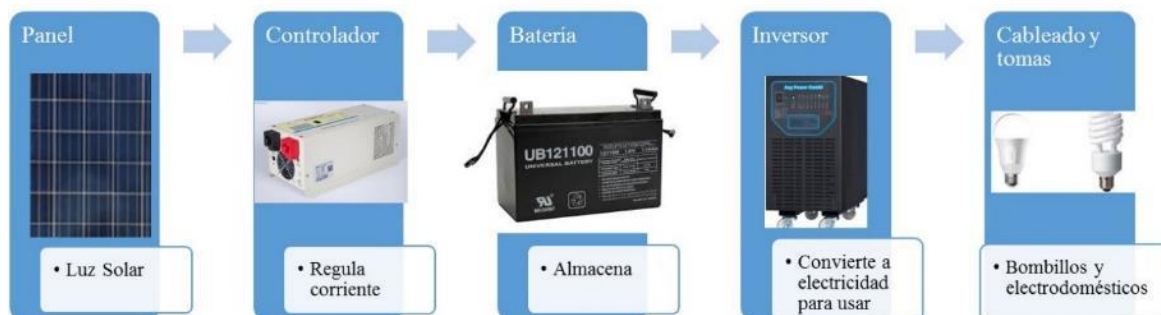 Panel
Controlador
Batería
Inversor
Cableado y
tomas
UB121100
UNIVERSAL BATTERY
• Luz Solar
• Regula
corriente
• Almacena
• Convierte a
electricidad
para usar
• Bombillos y
electrodomésticos